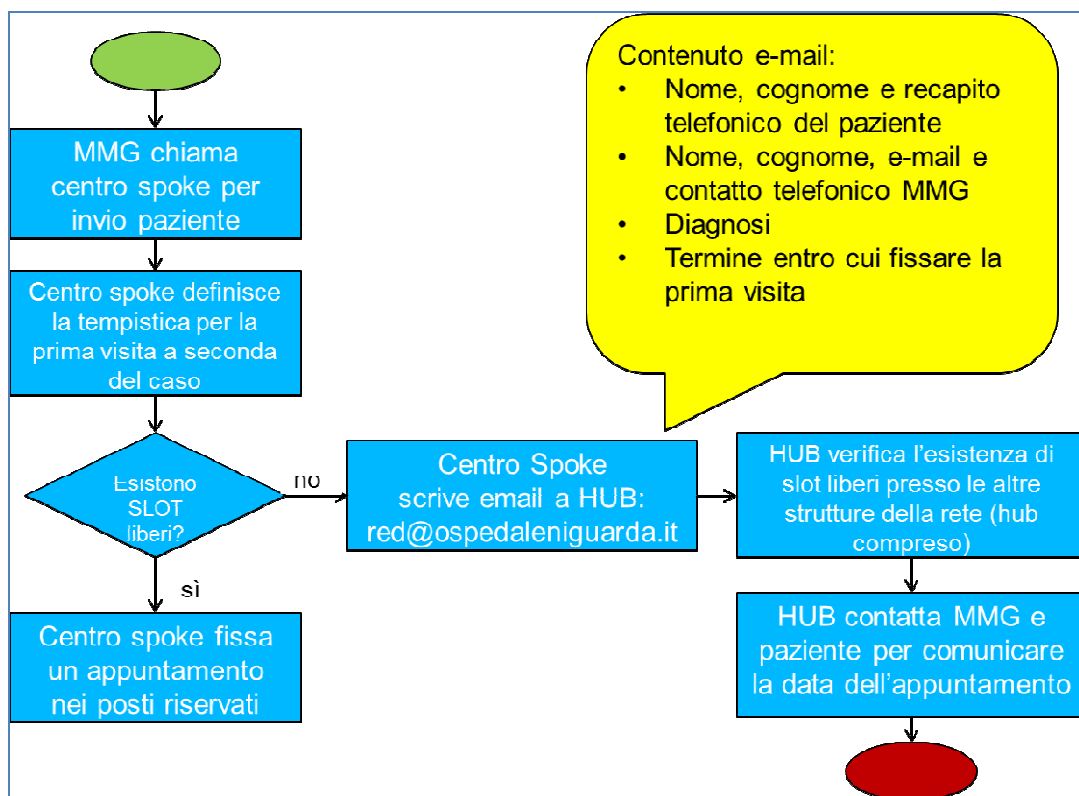 MMG chiama
centro spoke per
invio paziente
Centro spoke definisce
la tempistica per la
prima visita a seconda
del caso
Esistono
SLOT
liberi?
no
sì
Centro spoke fissa
un appuntamento
nei posti riservati
Centro Spoke
scrive email a HUB:
red@ospedaleniguarda.it
Contenuto e-mail:
• Nome, cognome e recapito
telefonico del paziente
• Nome, cognome, e-mail e
contatto telefonico MMG
• Diagnosi
• Termine entro cui fissare la
prima visita
HUB verifica l'esistenza di
slot liberi presso le altre
strutture della rete (hub
compreso)
HUB contatta MMG e
paziente per comunicare
la data dell'appuntamento